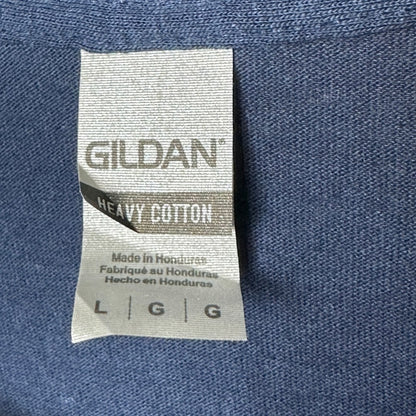 GILDAN®
HEAVY COTTON
Made in Honduras
Fabriqué au Honduras
Hecho en Honduras
L | G | G